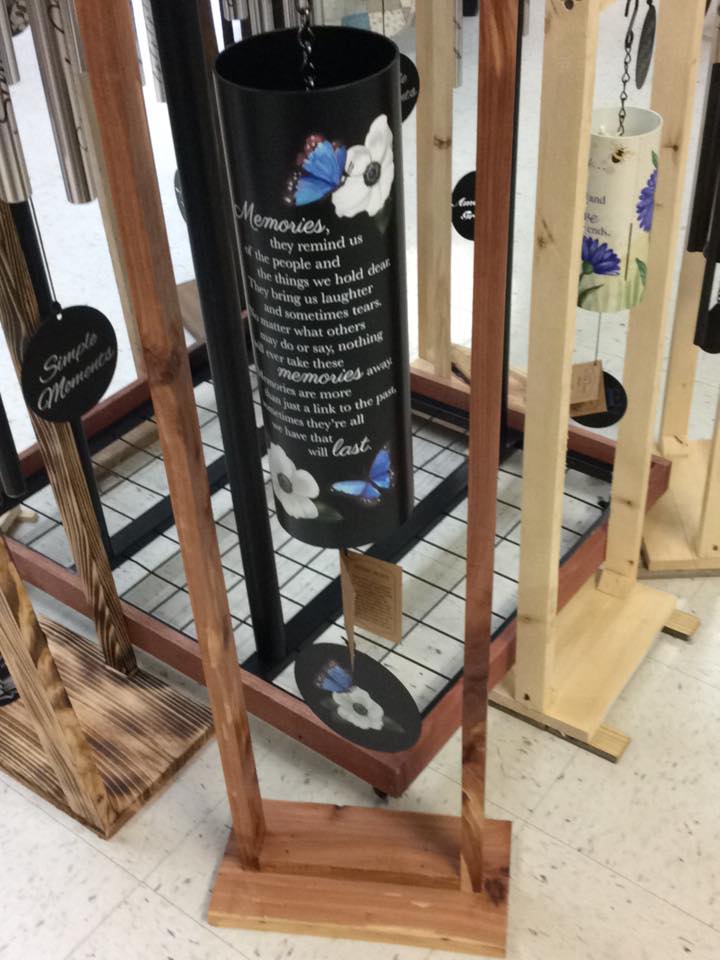 Memories,
they remind us
of the people and
the things we hold dear.
They bring us laughter
and sometimes tears.
No matter what others
may do or say, nothing
will ever take these
memories away.
Memories are more
than just a link to the past,
sometimes they're all
we have that
will last.
Simple
Moments
and
ends.